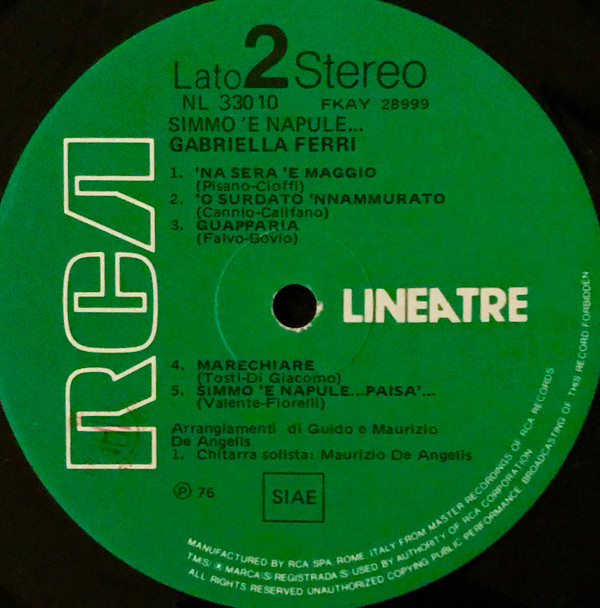 Lato 2 Stereo
NL 33010 FKAY 28999
SIMMO 'E NAPULE...
GABRIELLA FERRI
1. 'NA SERA 'E MAGGIO
(Pisano-Cioffi)
2. 'O SURDATO 'NNAMMURATO
(Cannio-Califano)
3. GUAPPARIA
(Falvo-Bovio)
RCA
LINEATRE
4. MARECHIARE
(Tosti-Di Giacomo)
5. SIMMO 'E NAPULE...PAISA'...
(Valente-Fiorelli)
Arrangiamenti di Guido e Maurizio
De Angelis
1. Chitarra solista: Maurizio De Angelis
℗ 76
SIAE
MANUFACTURED BY RCA SPA ROME, ITALY FROM MASTER RECORDINGS OF RCA RECORDS
TM(S) ® MARCA(S) REGISTRADA(S) USED BY AUTHORITY OF RCA CORPORATION
ALL RIGHTS RESERVED UNAUTHORIZED COPYING PUBLIC PERFORMANCE BROADCASTING OF THIS RECORD FORBIDDEN